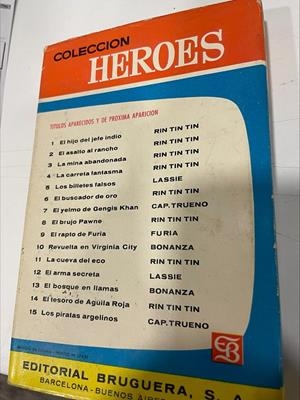 COLECCION
HEROES
TITULOS APARECIDOS Y DE PROXIMA APARICION
1 El hijo del jefe indio RIN TIN TIN
2 El asalto al rancho RIN TIN TIN
3 La mina abandonada RIN TIN TIN
4 La carreta fantasma RIN TIN TIN
5 Los billetes falsos LASSIE
6 El buscador de oro RIN TIN TIN
7 El yelmo de Gengis Khan CAP. TRUENO
8 El brujo Pawne RIN TIN TIN
9 El rapto de Furia FURIA
10 Revuelta en Virginia City BONANZA
11 La cueva del eco RIN TIN TIN
12 El arma secreta LASSIE
13 El bosque en llamas BONANZA
14 El tesoro de Aguila Roja RIN TIN TIN
15 Los piratas argelinos CAP. TRUENO
EDITORIAL BRUGUERA, S. A.
BARCELONA - BUENOS AIRES